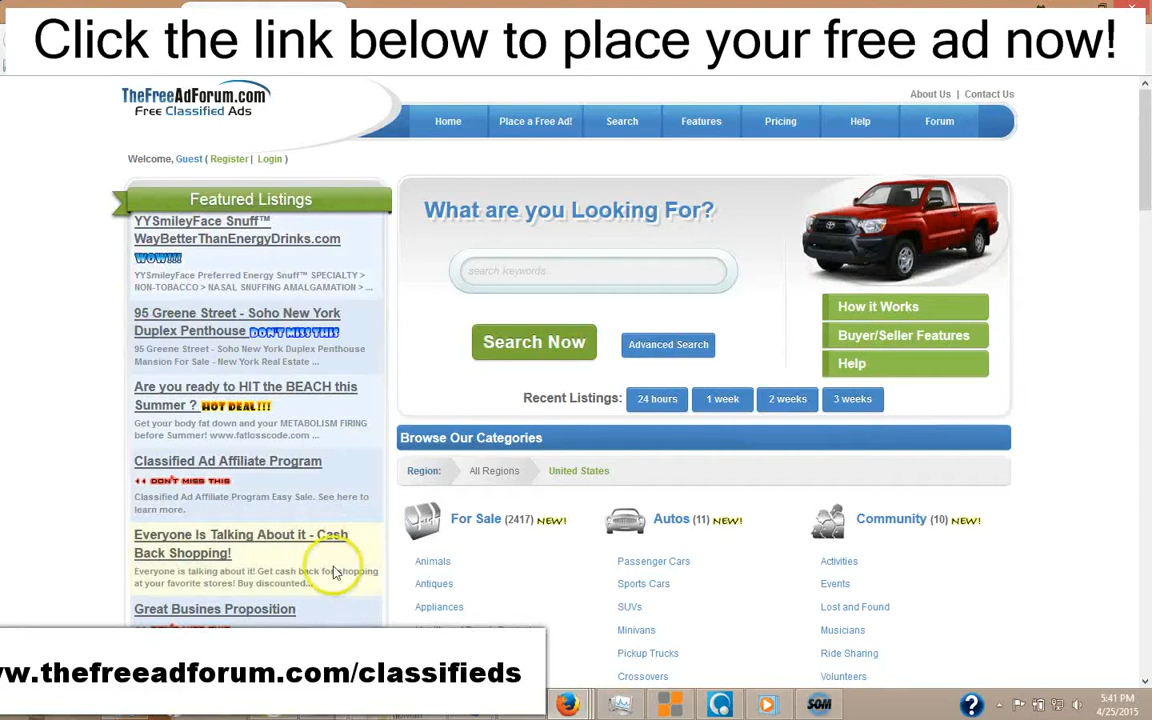 Click the link below to place your free ad now!
TheFreeAdForum.com
Free Classified Ads
About Us | Contact Us
Home
Place a Free Ad!
Search
Features
Pricing
Help
Forum
Welcome, Guest ( Register | Login )
Featured Listings
YYSmileyFace Snuff™
WayBetterThanEnergyDrinks.com
WOW!!!
YYSmileyFace Preferred Energy Snuff™ SPECIALTY >
NON-TOBACCO > NASAL SNUFFING AMALGAMATION > ...
95 Greene Street - Soho New York
Duplex Penthouse DON'T MISS THIS
95 Greene Street - Soho New York Duplex Penthouse
Mansion For Sale - New York Real Estate ...
Are you ready to HIT the BEACH this
Summer ? HOT DEAL!!!
Get your body fat down and your METABOLISM FIRING
before Summer! www.fatlosscode.com ...
Classified Ad Affiliate Program
DON'T MISS THIS
Classified Ad Affiliate Program Easy Sale. See here to
learn more.
Everyone Is Talking About it - Cash
Back Shopping!
Everyone is talking about it! Get cash back for shopping
at your favorite stores! Buy discounted...
Great Busines Proposition
What are you Looking For?
search keywords
Search Now
Advanced Search
How it Works
Buyer/Seller Features
Help
Recent Listings:
24 hours
1 week
2 weeks
3 weeks
Browse Our Categories
Region:
All Regions
United States
For Sale (2417) NEW!
Animals
Antiques
Appliances
Autos (11) NEW!
Passenger Cars
Sports Cars
SUVs
Minivans
Pickup Trucks
Crossovers
Community (10) NEW!
Activities
Events
Lost and Found
Musicians
Ride Sharing
Volunteers
w.thefreeadforum.com/classifieds
SOM
5:41 PM
4/25/2015